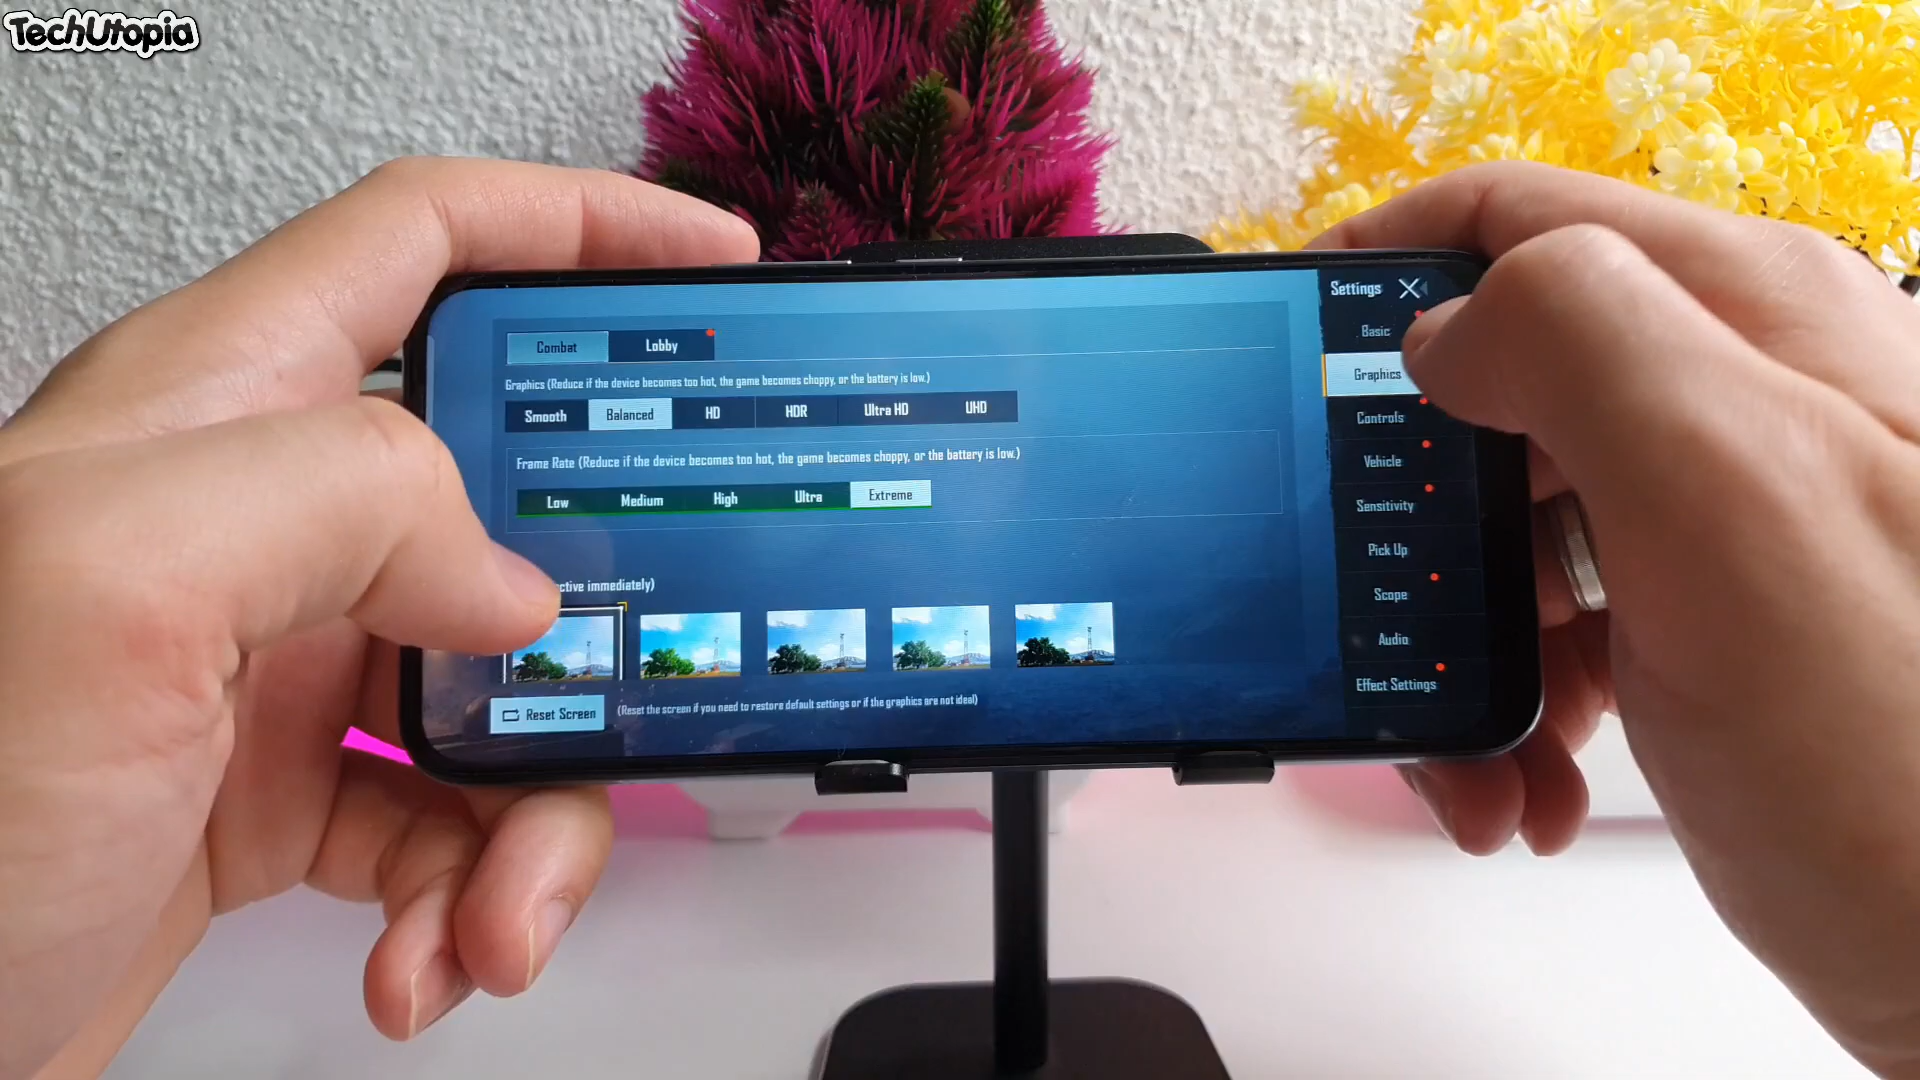 TechUtopia
Settings
Combat
Lobby
Graphics (Reduce if the device becomes too hot, the game becomes choppy, or the battery is low.)
Smooth
Balanced
HD
HDR
Ultra HD
UHD
Frame Rate (Reduce if the device becomes too hot, the game becomes choppy, or the battery is low.)
Low
Medium
High
Ultra
Extreme
immediately)
Reset Screen
(Reset the screen if you need to restore default settings or if the graphics are not ideal)
Basic
Graphics
Controls
Vehicle
Sensitivity
Pick Up
Scope
Audio
Effect Settings